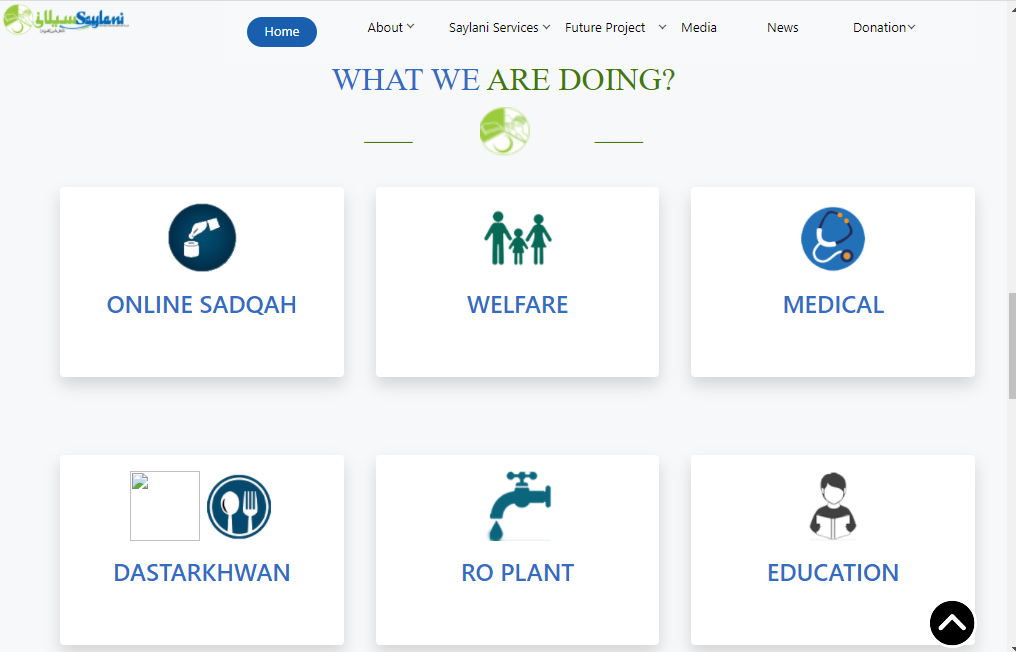 سیلانی Saylani
Home
About
Saylani Services
Future Project
Media
News
Donation
WHAT WE ARE DOING?
ONLINE SADQAH
WELFARE
MEDICAL
DASTARKHWAN
RO PLANT
EDUCATION